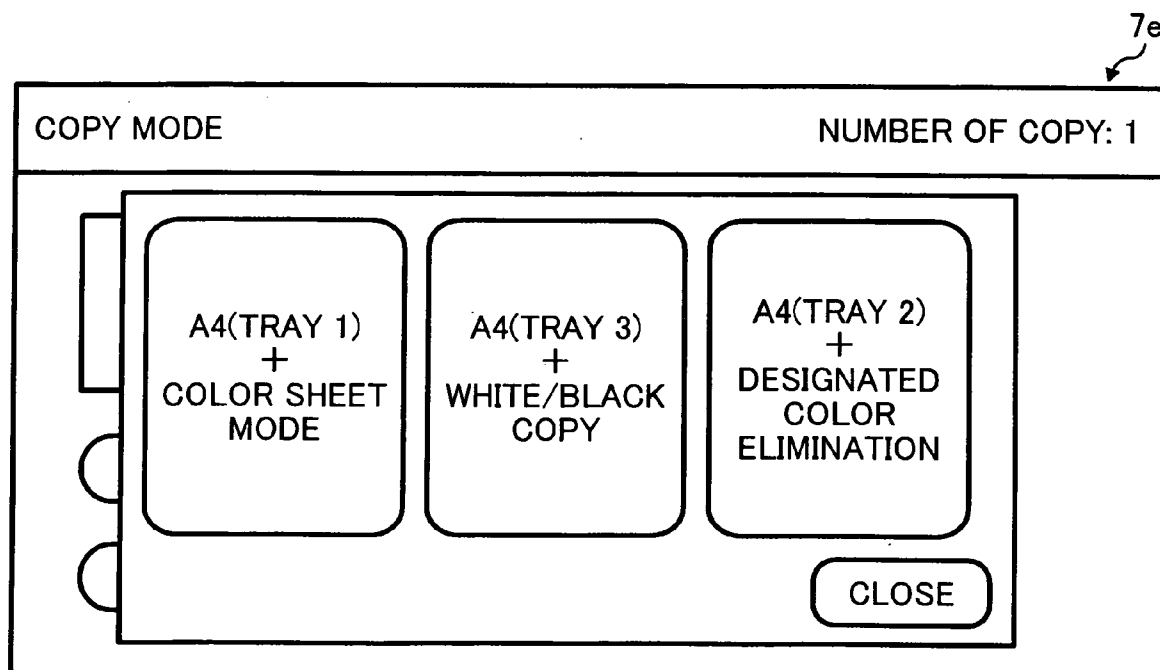 7e
COPY MODE
NUMBER OF COPY: 1
A4(TRAY 1)
+
COLOR SHEET
MODE
A4(TRAY 3)
+
WHITE/BLACK
COPY
A4(TRAY 2)
+
DESIGNATED
COLOR
ELIMINATION
CLOSE